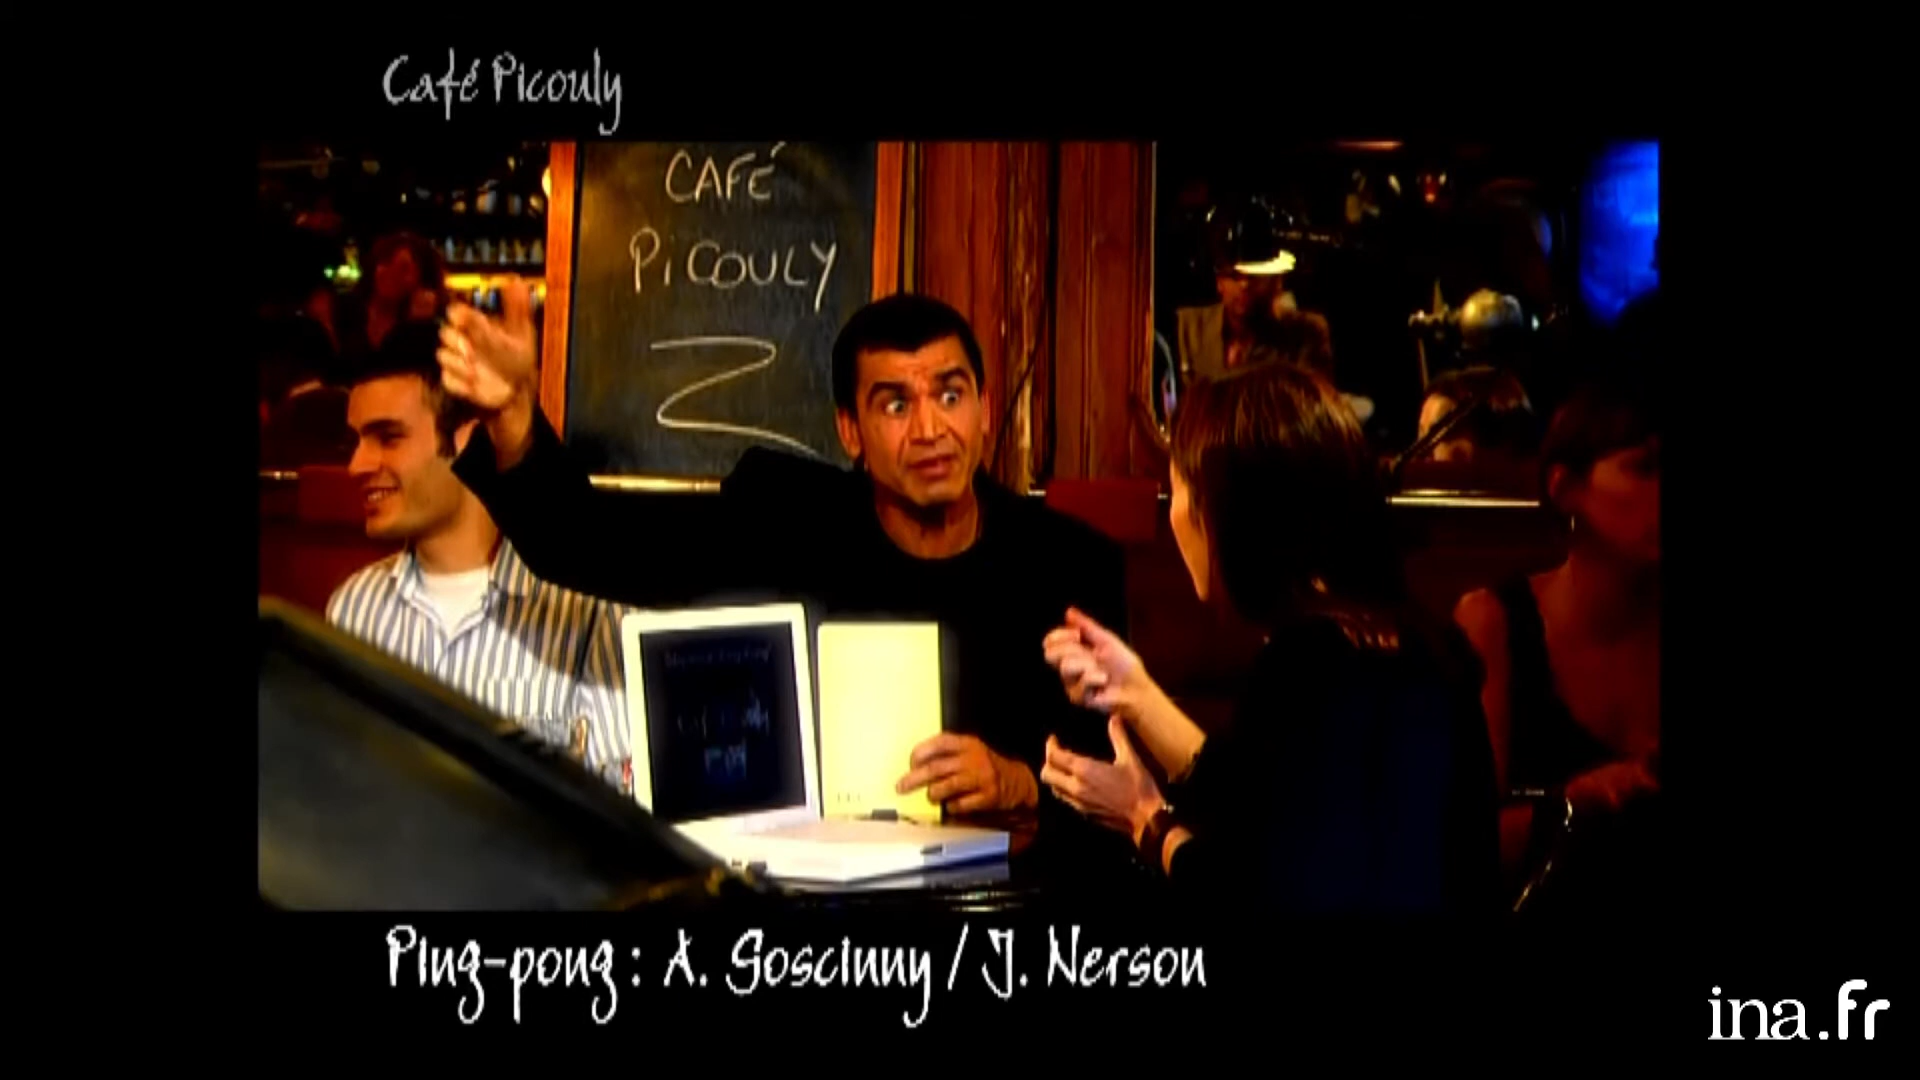 Café Picouly
CAFÉ
PiCOULY
Ping-pong : A. Goscinny / J. Nerson
ina.fr